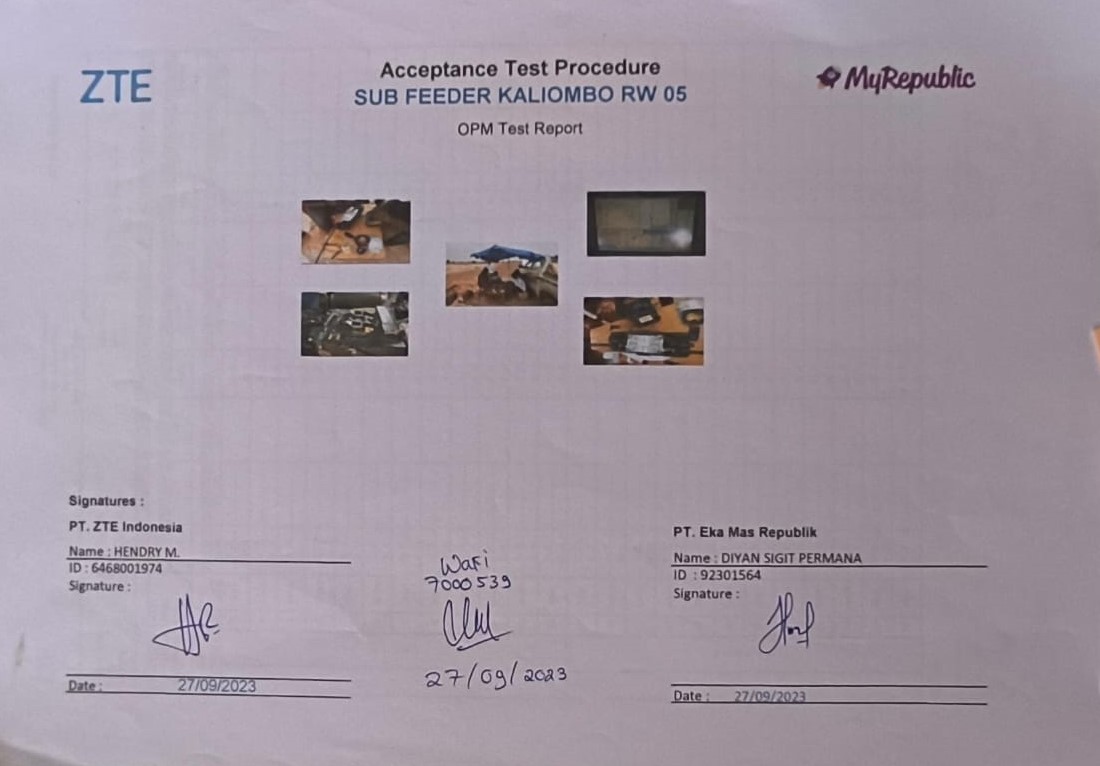 ZTE
Acceptance Test Procedure
SUB FEEDER KALIOMBO RW 05
OPM Test Report
MyRepublic
Signatures :
PT. ZTE Indonesia
Name : HENDRY M.
ID : 6468001974
Signature :
Date : 27/09/2023
Wafi
7000539
27/09/2023
PT. Eka Mas Republik
Name : DIYAN SIGIT PERMANA
ID : 92301564
Signature :
Date : 27/09/2023